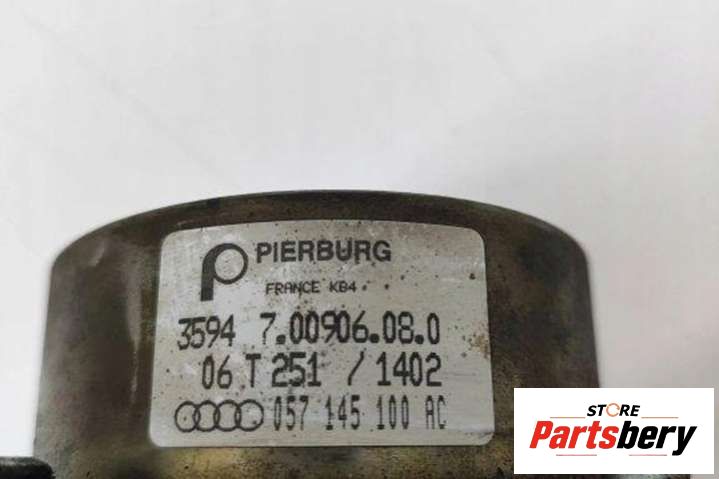 PIERBURG
FRANCE KB4
3594 7.00906.08.0
06 T 251 / 1402
057 145 100 AC
STORE
Partsbery